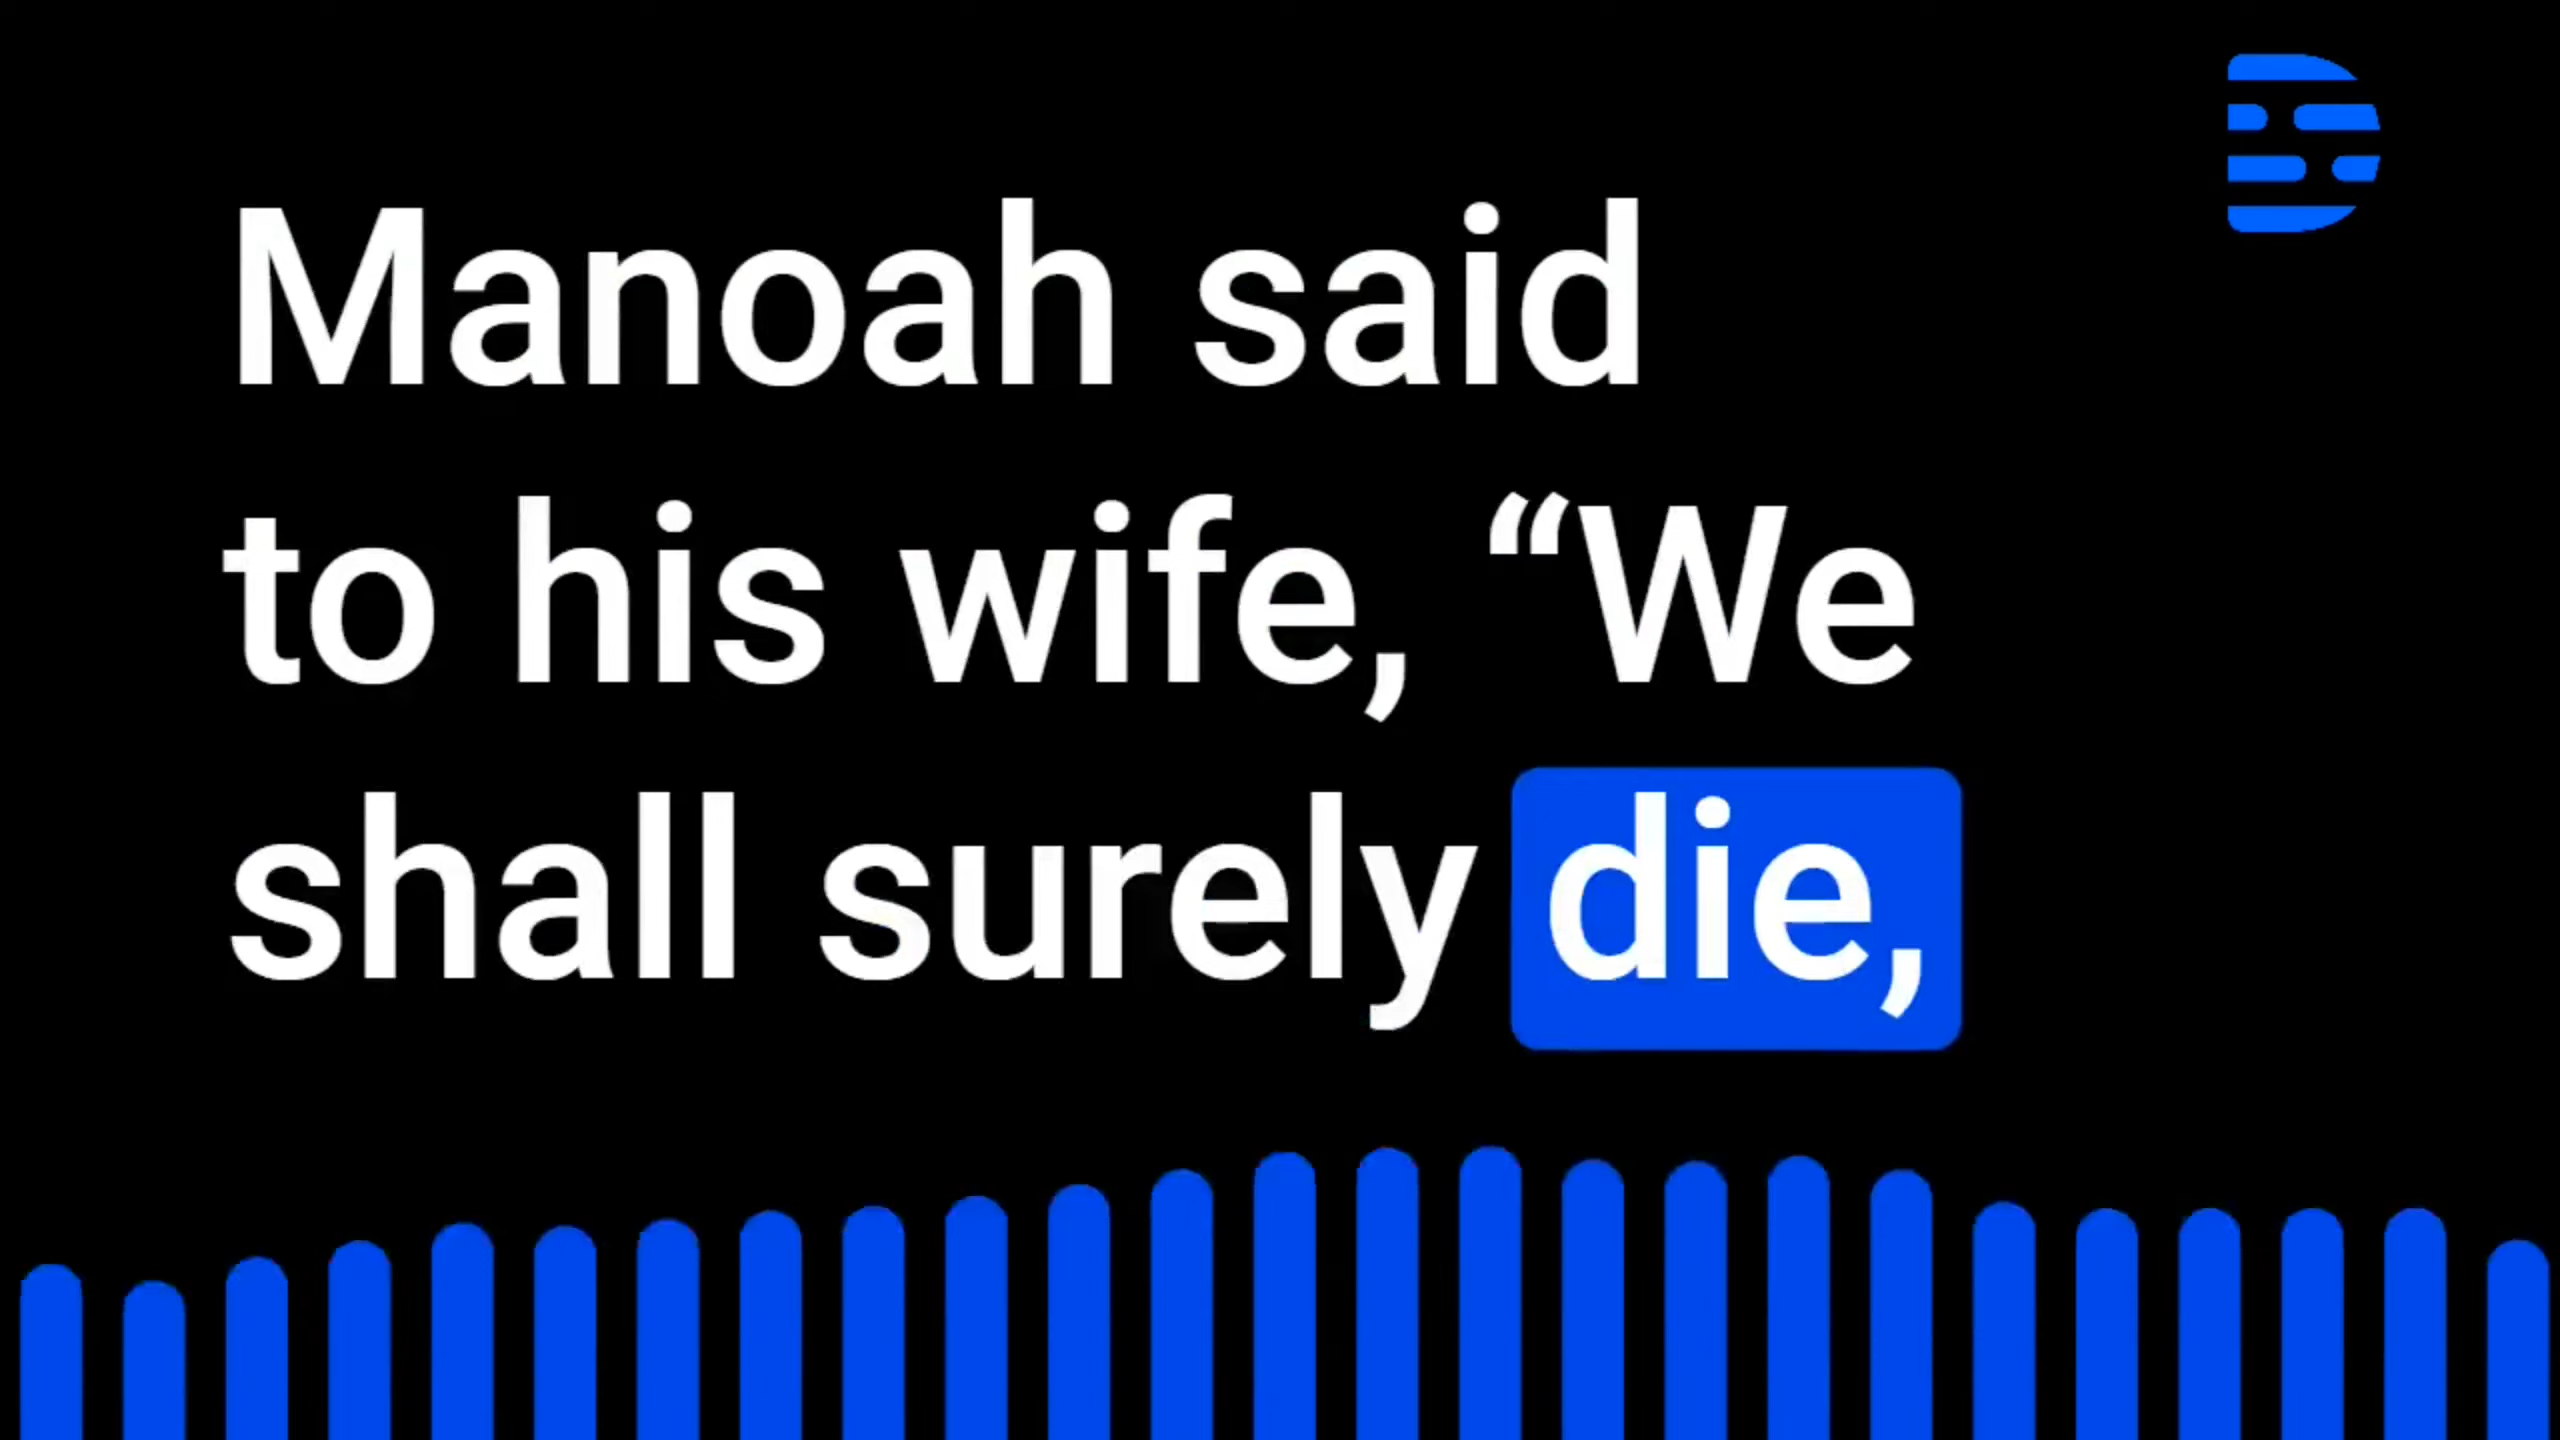 Manoah said
to his wife, “We
shall surely die,